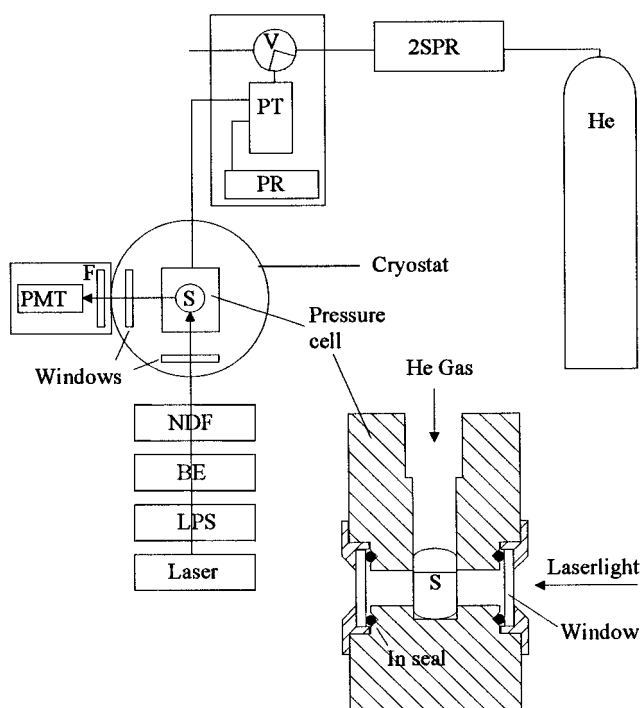 V
2SPR
PT
He
PR
Cryostat
F
PMT
S
Pressure
cell
Windows
He Gas
NDF
BE
LPS
Laser
S
Laserlight
Window
In seal